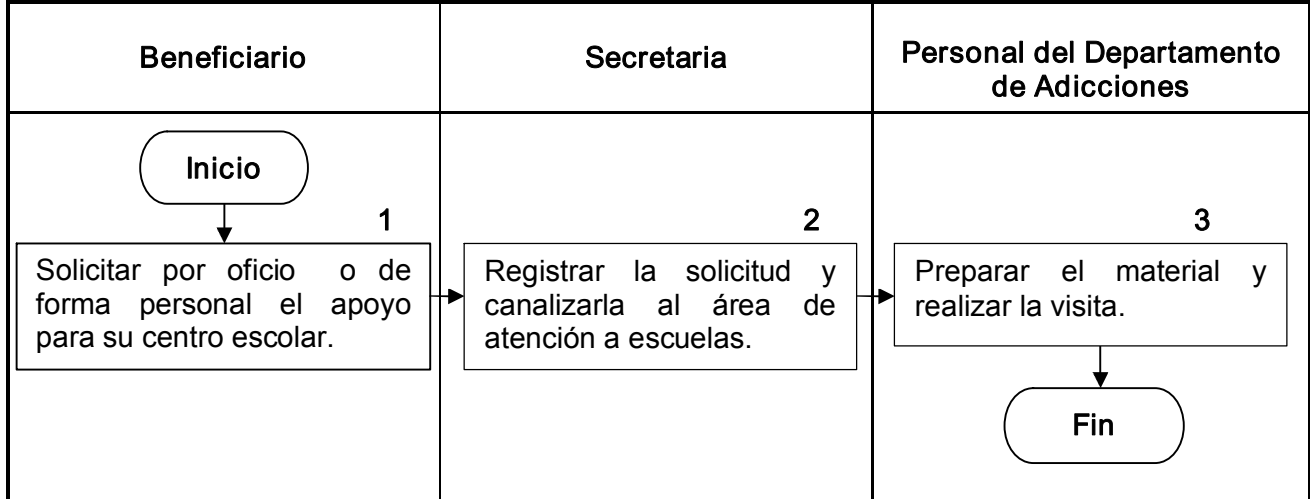 Beneficiario
Secretaria
Personal del Departamento
de Adicciones
Inicio
1
Solicitar por oficio o de
forma personal el apoyo
para su centro escolar.
2
Registrar la solicitud y
canalizarla al área de
atención a escuelas.
3
Preparar el material y
realizar la visita.
Fin